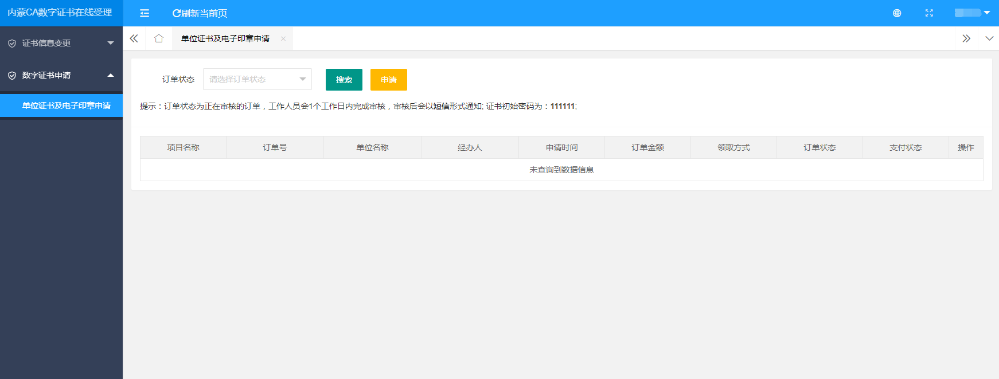 内蒙CA数字证书在线受理
刷新当前页
证书信息变更
数字证书申请
单位证书及电子印章申请
单位证书及电子印章申请
订单状态 请选择订单状态 搜索 申请
提示：订单状态为正在审核的订单，工作人员会1个工作日内完成审核，审核后会以短信形式通知; 证书初始密码为：111111;
项目名称 订单号 单位名称 经办人 申请时间 订单金额 领取方式 订单状态 支付状态 操作
未查询到数据信息